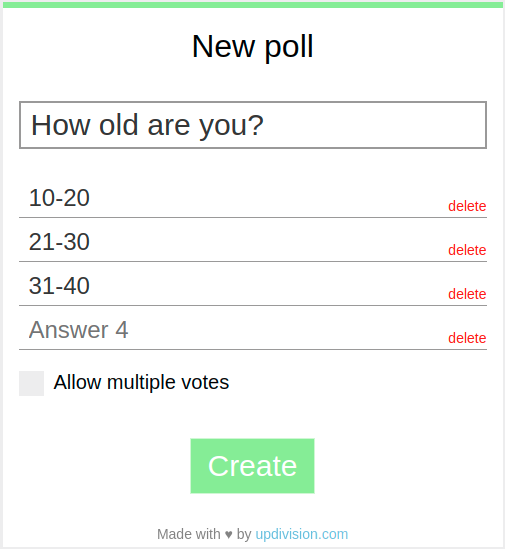 New poll
How old are you?
10-20
delete
21-30
delete
31-40
delete
Answer 4
delete
Allow multiple votes
Create
Made with ♥ by updivision.com